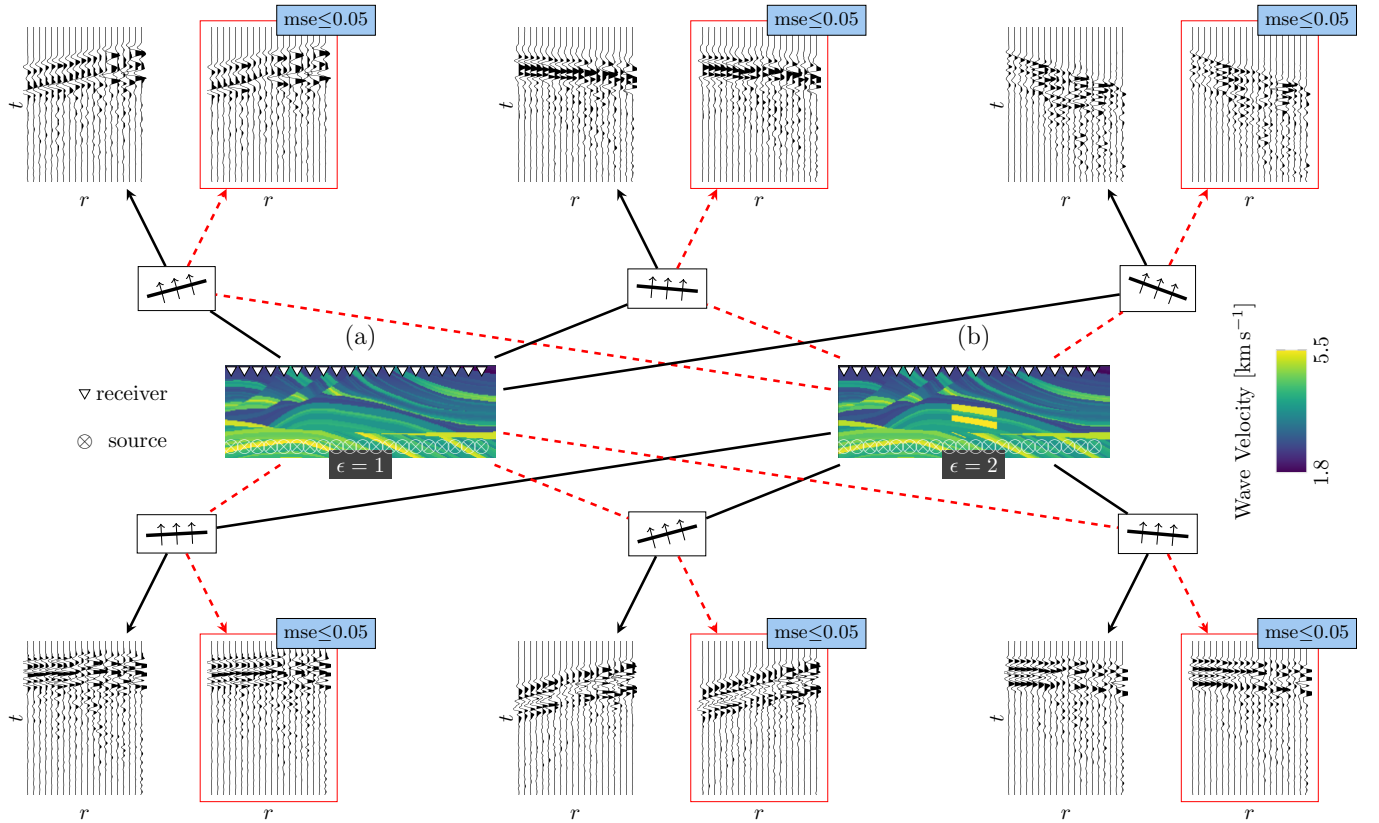 mse≤0.05
mse≤0.05
mse≤0.05
t
t
t
r
r
r
r
r
r
(a)
(b)
▽ receiver
⊗ source
ϵ = 1
ϵ = 2
Wave Velocity [km s⁻¹]
5.5
1.8
mse≤0.05
mse≤0.05
mse≤0.05
t
t
t
r
r
r
r
r
r